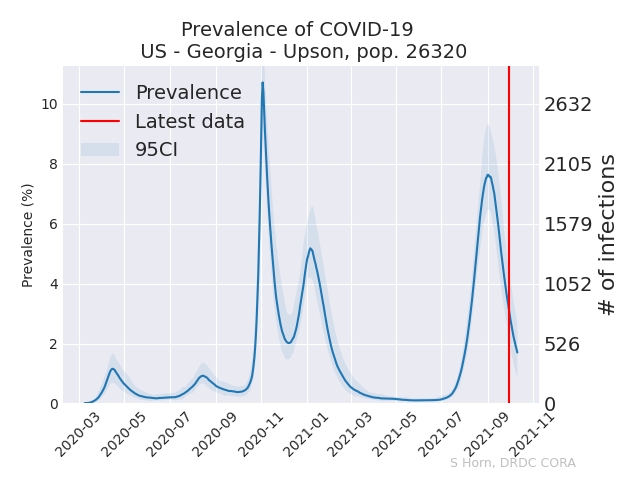 Prevalence of COVID-19
US - Georgia - Upson, pop. 26320
Prevalence
Latest data
95CI
Prevalence (%)
10
8
6
4
2
0
2632
2105
1579
1052
526
0
# of infections
2020-03
2020-05
2020-07
2020-09
2020-11
2021-01
2021-03
2021-05
2021-07
2021-09
2021-11
S Horn, DRDC CORA